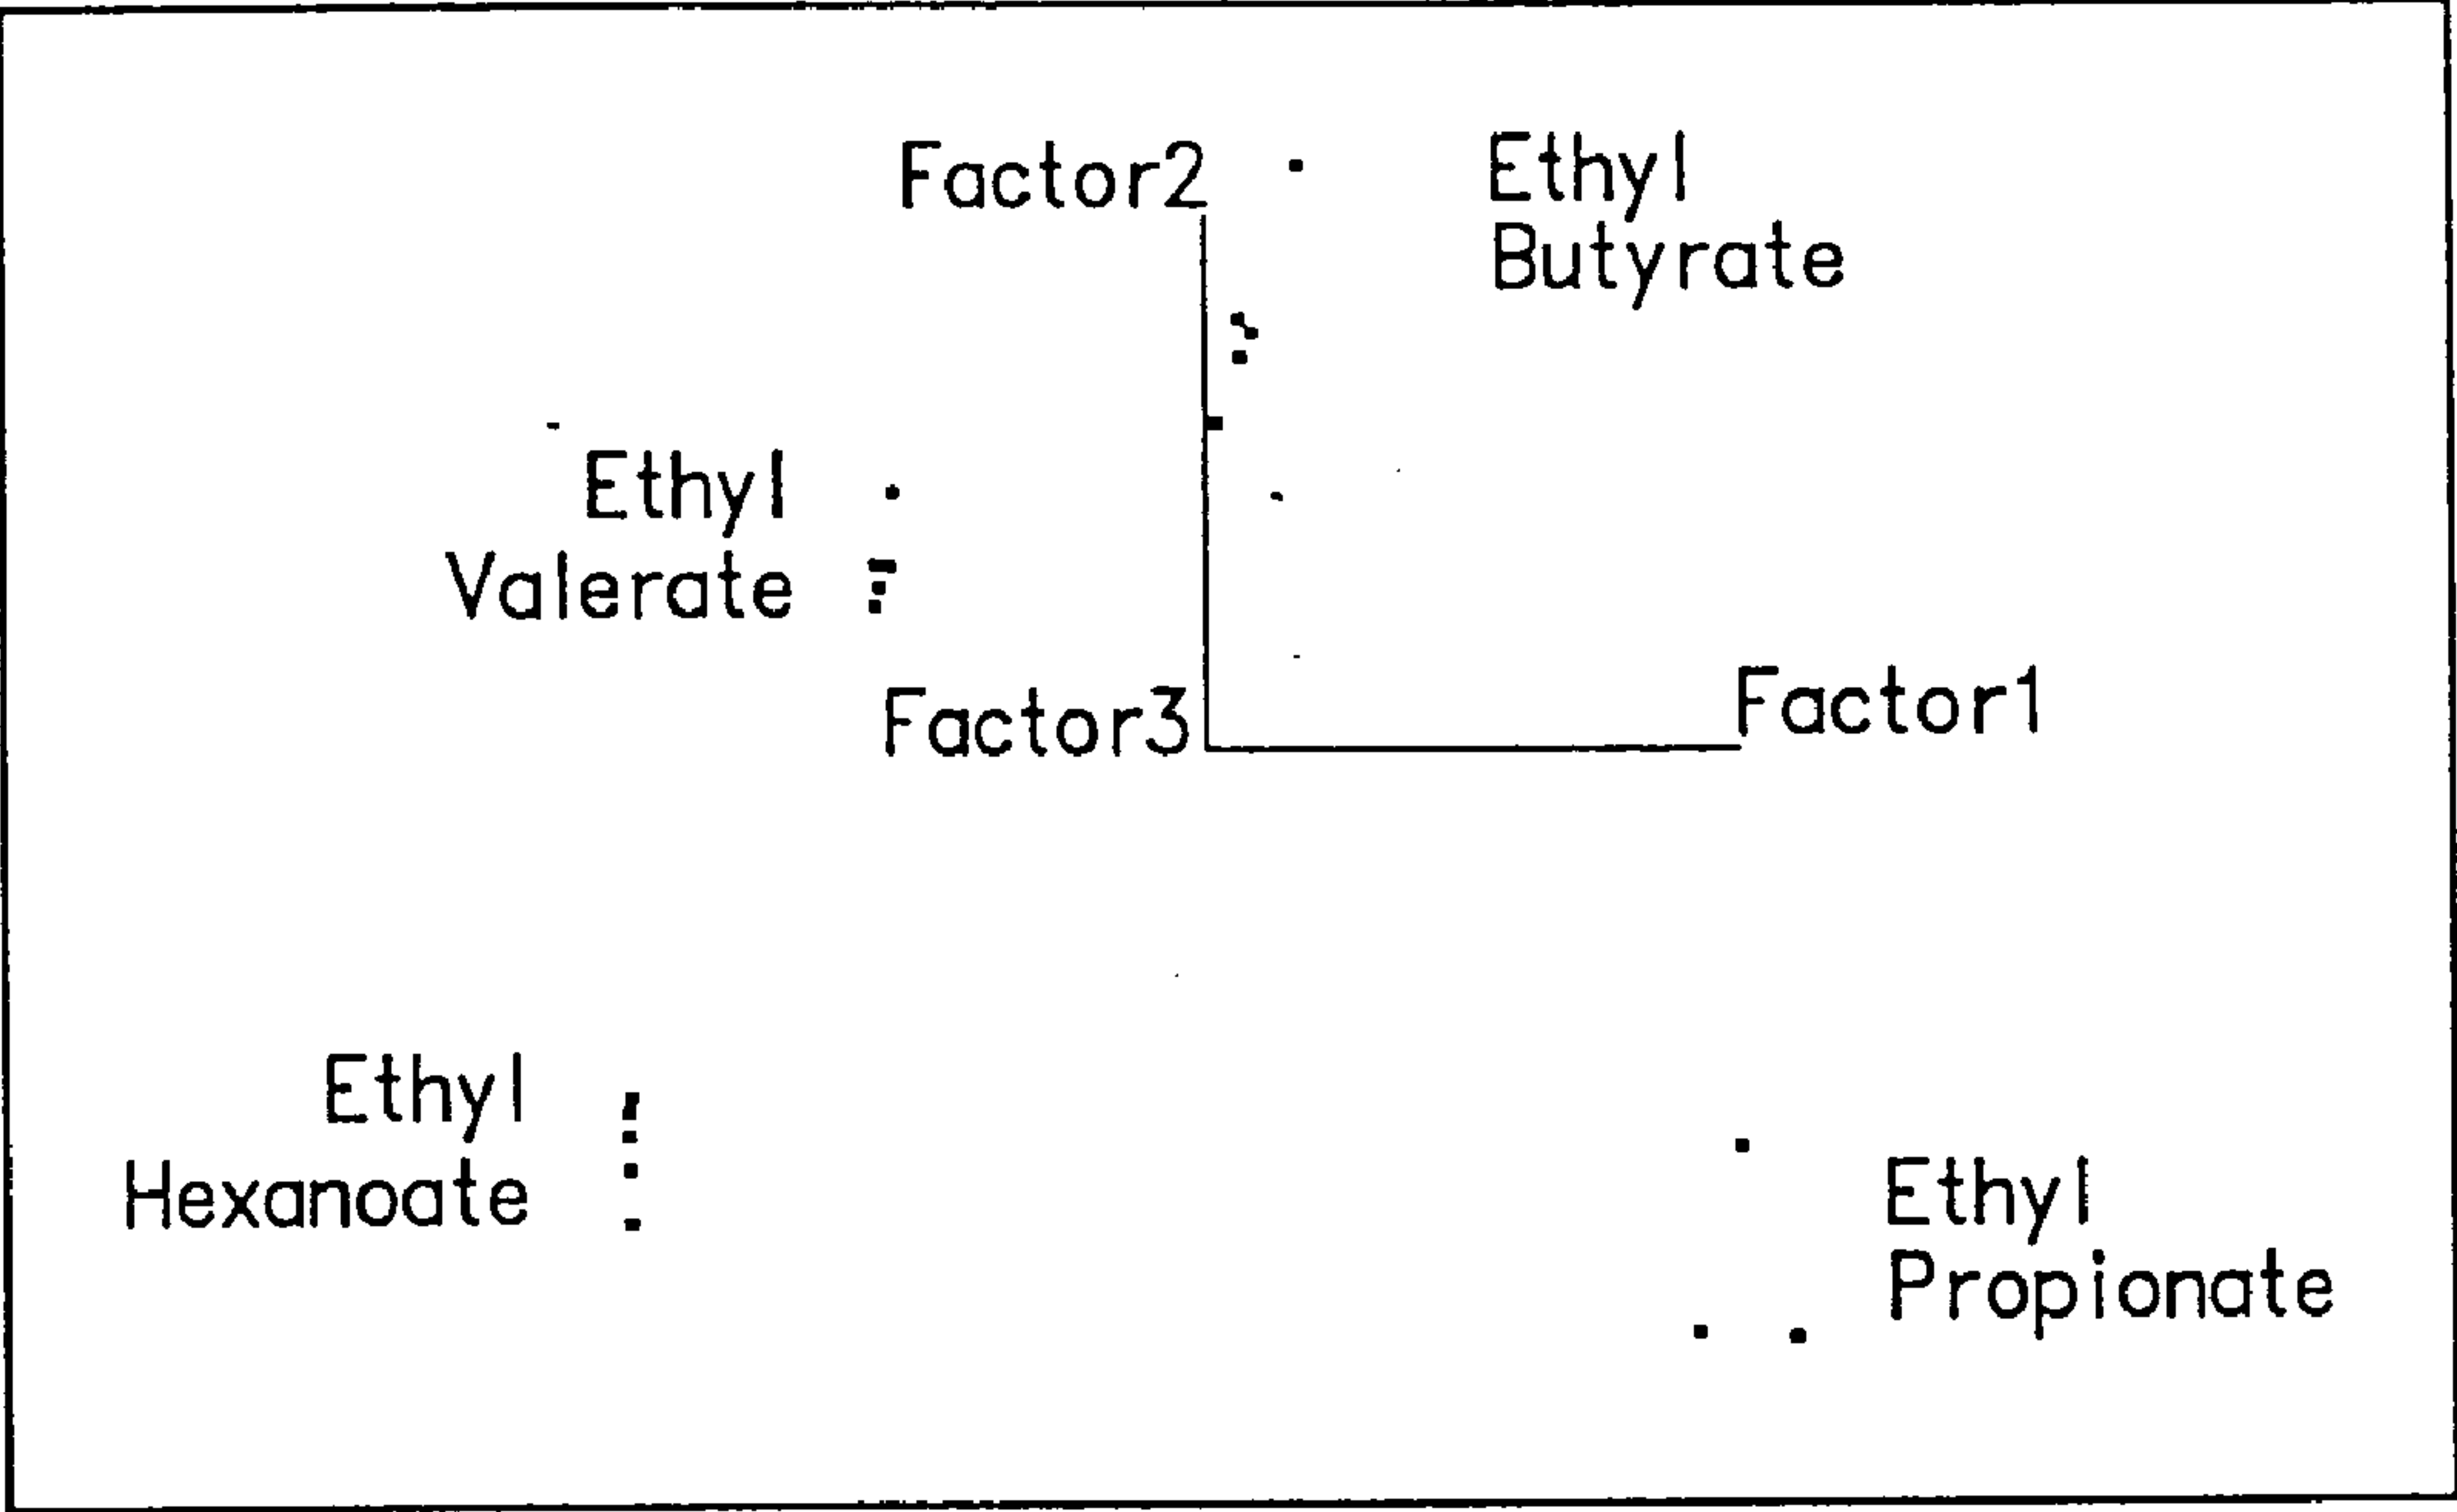 Factor2
Ethyl
Butyrate
Ethyl
Valerate
Factor3
Factor1
Ethyl
Hexanoate
Ethyl
Propionate